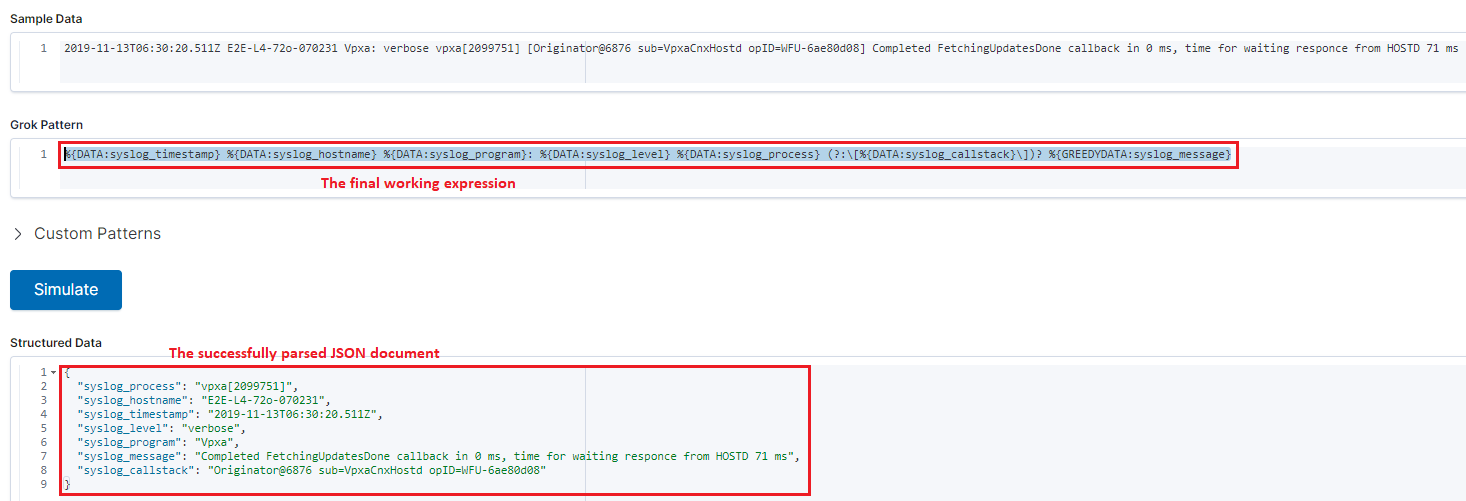 Sample Data
1 2019-11-13T06:30:20.511Z E2E-L4-72o-070231 Vpxa: verbose vpxa[2099751] [Originator@6876 sub=VpxaCnxHostd opID=WFU-6ae80d08] Completed FetchingUpdatesDone callback in 0 ms, time for waiting responce from HOSTD 71 ms
Grok Pattern
1 %{DATA:syslog_timestamp} %{DATA:syslog_hostname} %{DATA:syslog_program}: %{DATA:syslog_level} %{DATA:syslog_process} (?:\[%{DATA:syslog_callstack}\])? %{GREEDYDATA:syslog_message}
The final working expression
Custom Patterns
Simulate
Structured Data
The successfully parsed JSON document
1 {
2 "syslog_process": "vpxa[2099751]",
3 "syslog_hostname": "E2E-L4-72o-070231",
4 "syslog_timestamp": "2019-11-13T06:30:20.511Z",
5 "syslog_level": "verbose",
6 "syslog_program": "Vpxa",
7 "syslog_message": "Completed FetchingUpdatesDone callback in 0 ms, time for waiting responce from HOSTD 71 ms",
8 "syslog_callstack": "Originator@6876 sub=VpxaCnxHostd opID=WFU-6ae80d08"
9 }